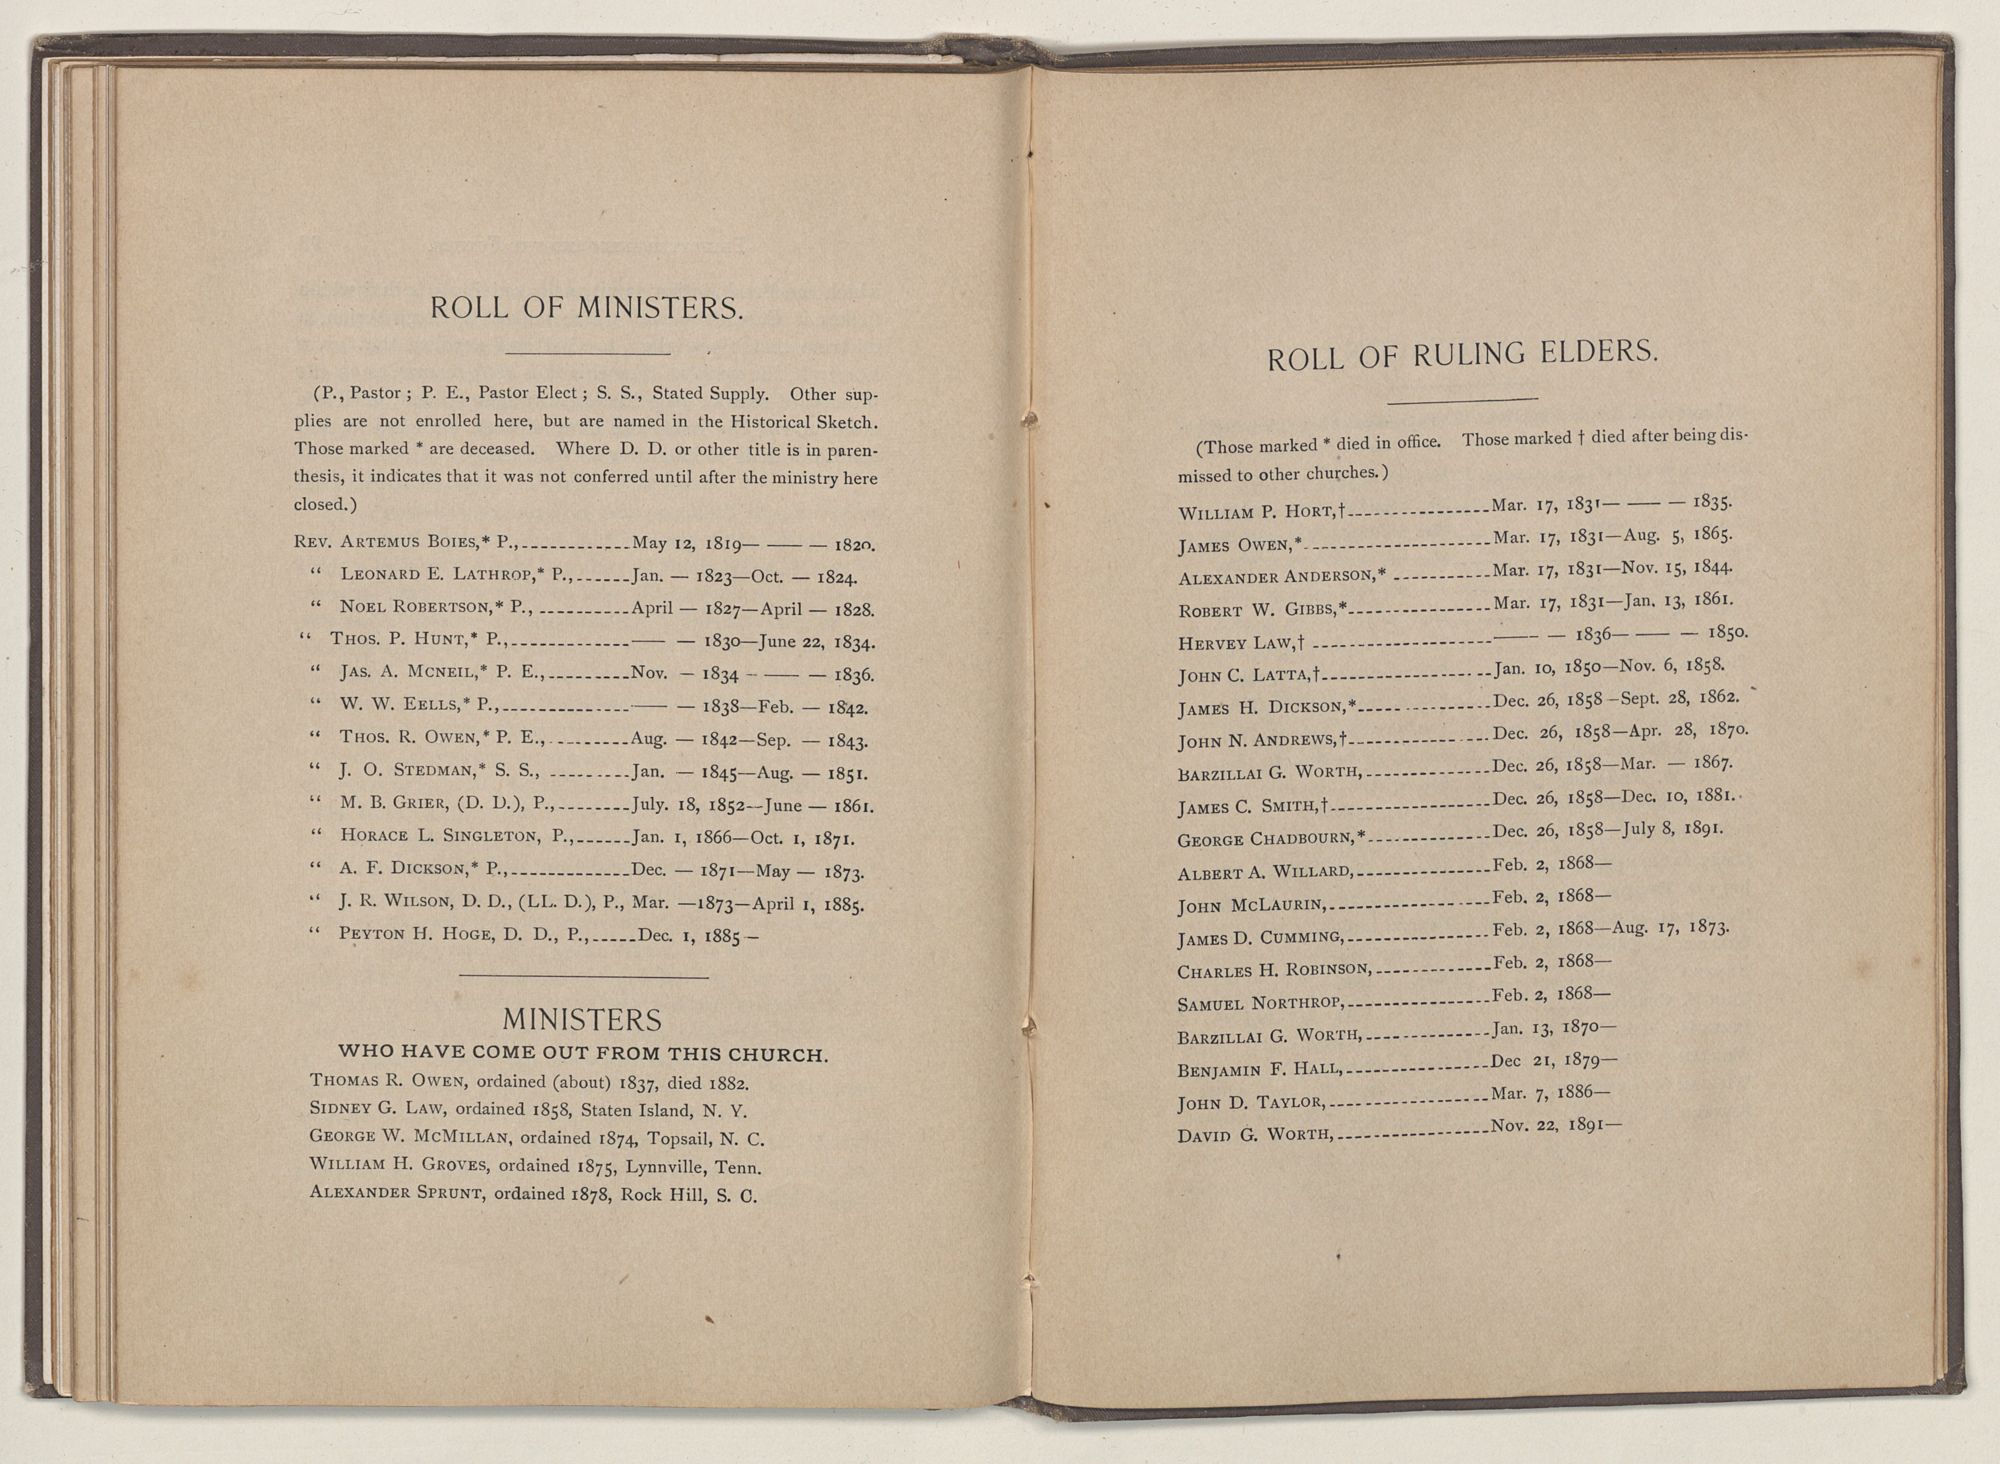 ROLL OF MINISTERS.
(P., Pastor; P. E., Pastor Elect; S. S., Stated Supply. Other sup-
plies are not enrolled here, but are named in the Historical Sketch.
Those marked * are deceased. Where D. D. or other title is in paren-
thesis, it indicates that it was not conferred until after the ministry here
closed.)
REV. ARTEMUS BOIES,* P.,------------May 12, 1819— —— — 1820.
“ LEONARD E. LATHROP,* P.,------Jan. — 1823—Oct. — 1824.
“ NOEL ROBERTSON,* P., ----------April — 1827—April — 1828.
“ THOS. P. HUNT,* P.,-------------—— — 1830—June 22, 1834.
“ JAS. A. MCNEIL,* P. E.,---------Nov. — 1834 - —— — 1836.
“ W. W. EELLS,* P.,--------------—— — 1838—Feb. — 1842.
“ THOS. R. OWEN,* P. E.,---------Aug. — 1842—Sep. — 1843.
“ J. O. STEDMAN,* S. S., ---------Jan. — 1845—Aug. — 1851.
“ M. B. GRIER, (D. D.), P.,--------July. 18, 1852—June — 1861.
“ HORACE L. SINGLETON, P.,------Jan. 1, 1866—Oct. 1, 1871.
“ A. F. DICKSON,* P.,-------------Dec. — 1871—May — 1873.
“ J. R. WILSON, D. D., (LL. D.), P., Mar. —1873—April 1, 1885.
“ PEYTON H. HOGE, D. D., P.,-----Dec. 1, 1885 —
MINISTERS
WHO HAVE COME OUT FROM THIS CHURCH.
THOMAS R. OWEN, ordained (about) 1837, died 1882.
SIDNEY G. LAW, ordained 1858, Staten Island, N. Y.
GEORGE W. MCMILLAN, ordained 1874, Topsail, N. C.
WILLIAM H. GROVES, ordained 1875, Lynnville, Tenn.
ALEXANDER SPRUNT, ordained 1878, Rock Hill, S. C.
ROLL OF RULING ELDERS.
(Those marked * died in office. Those marked † died after being dis-
missed to other churches.)
WILLIAM P. HORT,†----------------Mar. 17, 1831— —— — 1835.
JAMES OWEN,*--------------------Mar. 17, 1831—Aug. 5, 1865.
ALEXANDER ANDERSON,* -----------Mar. 17, 1831—Nov. 15, 1844.
ROBERT W. GIBBS,*----------------Mar. 17, 1831—Jan. 13, 1861.
HERVEY LAW,† --------------------—— — 1836— —— — 1850.
JOHN C. LATTA,†-------------------Jan. 10, 1850—Nov. 6, 1858.
JAMES H. DICKSON,*---------------Dec. 26, 1858—Sept. 28, 1862.
JOHN N. ANDREWS,†----------------Dec. 26, 1858—Apr. 28, 1870.
BARZILLAI G. WORTH,--------------Dec. 26, 1858—Mar. — 1867.
JAMES C. SMITH,†------------------Dec. 26, 1858—Dec. 10, 1881.
GEORGE CHADBOURN,*--------------Dec. 26, 1858—July 8, 1891.
ALBERT A. WILLARD,---------------Feb. 2, 1868—
JOHN MCLAURIN,------------------Feb. 2, 1868—
JAMES D. CUMMING,----------------Feb. 2, 1868—Aug. 17, 1873.
CHARLES H. ROBINSON,-------------Feb. 2, 1868—
SAMUEL NORTHROP,----------------Feb. 2, 1868—
BARZILLAI G. WORTH,--------------Jan. 13, 1870—
BENJAMIN F. HALL,----------------Dec 21, 1879—
JOHN D. TAYLOR,------------------Mar. 7, 1886—
DAVID G. WORTH,-----------------Nov. 22, 1891—